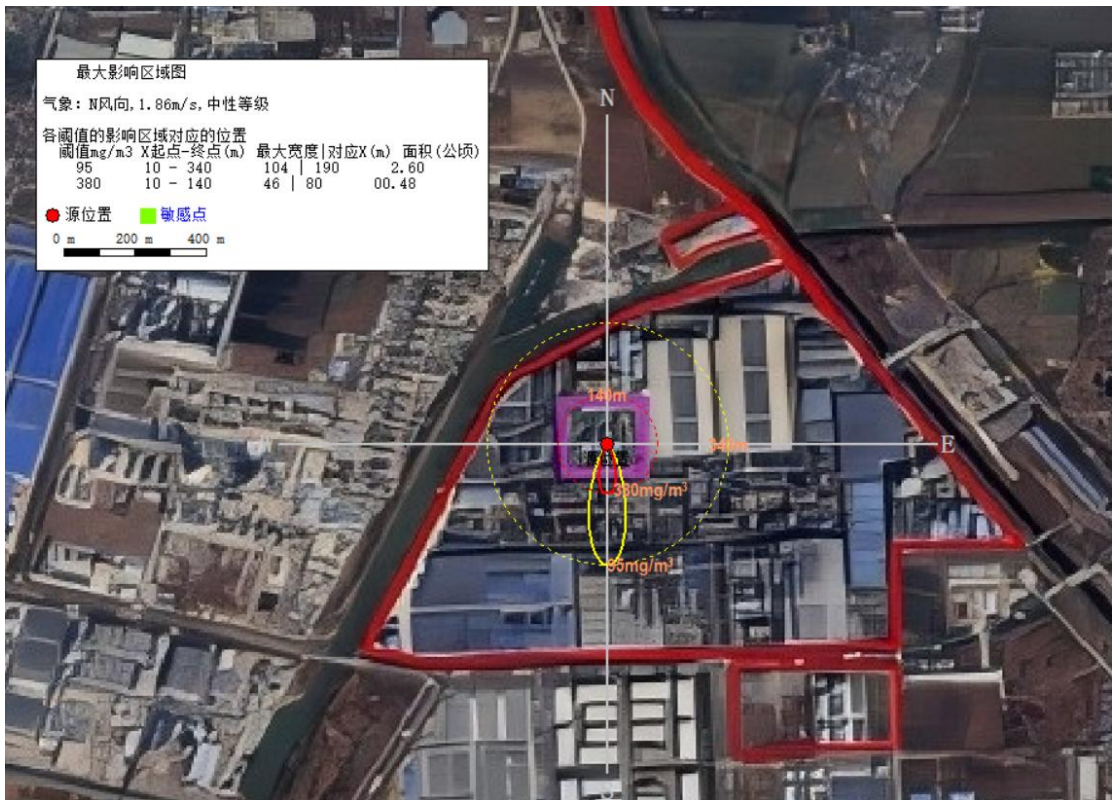 最大影响区域图
气象：N风向,1.86m/s,中性等级
各阈值的影响区域对应的位置
阈值mg/m3 X起点-终点(m) 最大宽度|对应X(m) 面积(公顷)
95 10 - 340 104 | 190 2.60
380 10 - 140 46 | 80 00.48
源位置 敏感点
0 m 200 m 400 m
N
140m
340m
E
380mg/m³
95mg/m³
S